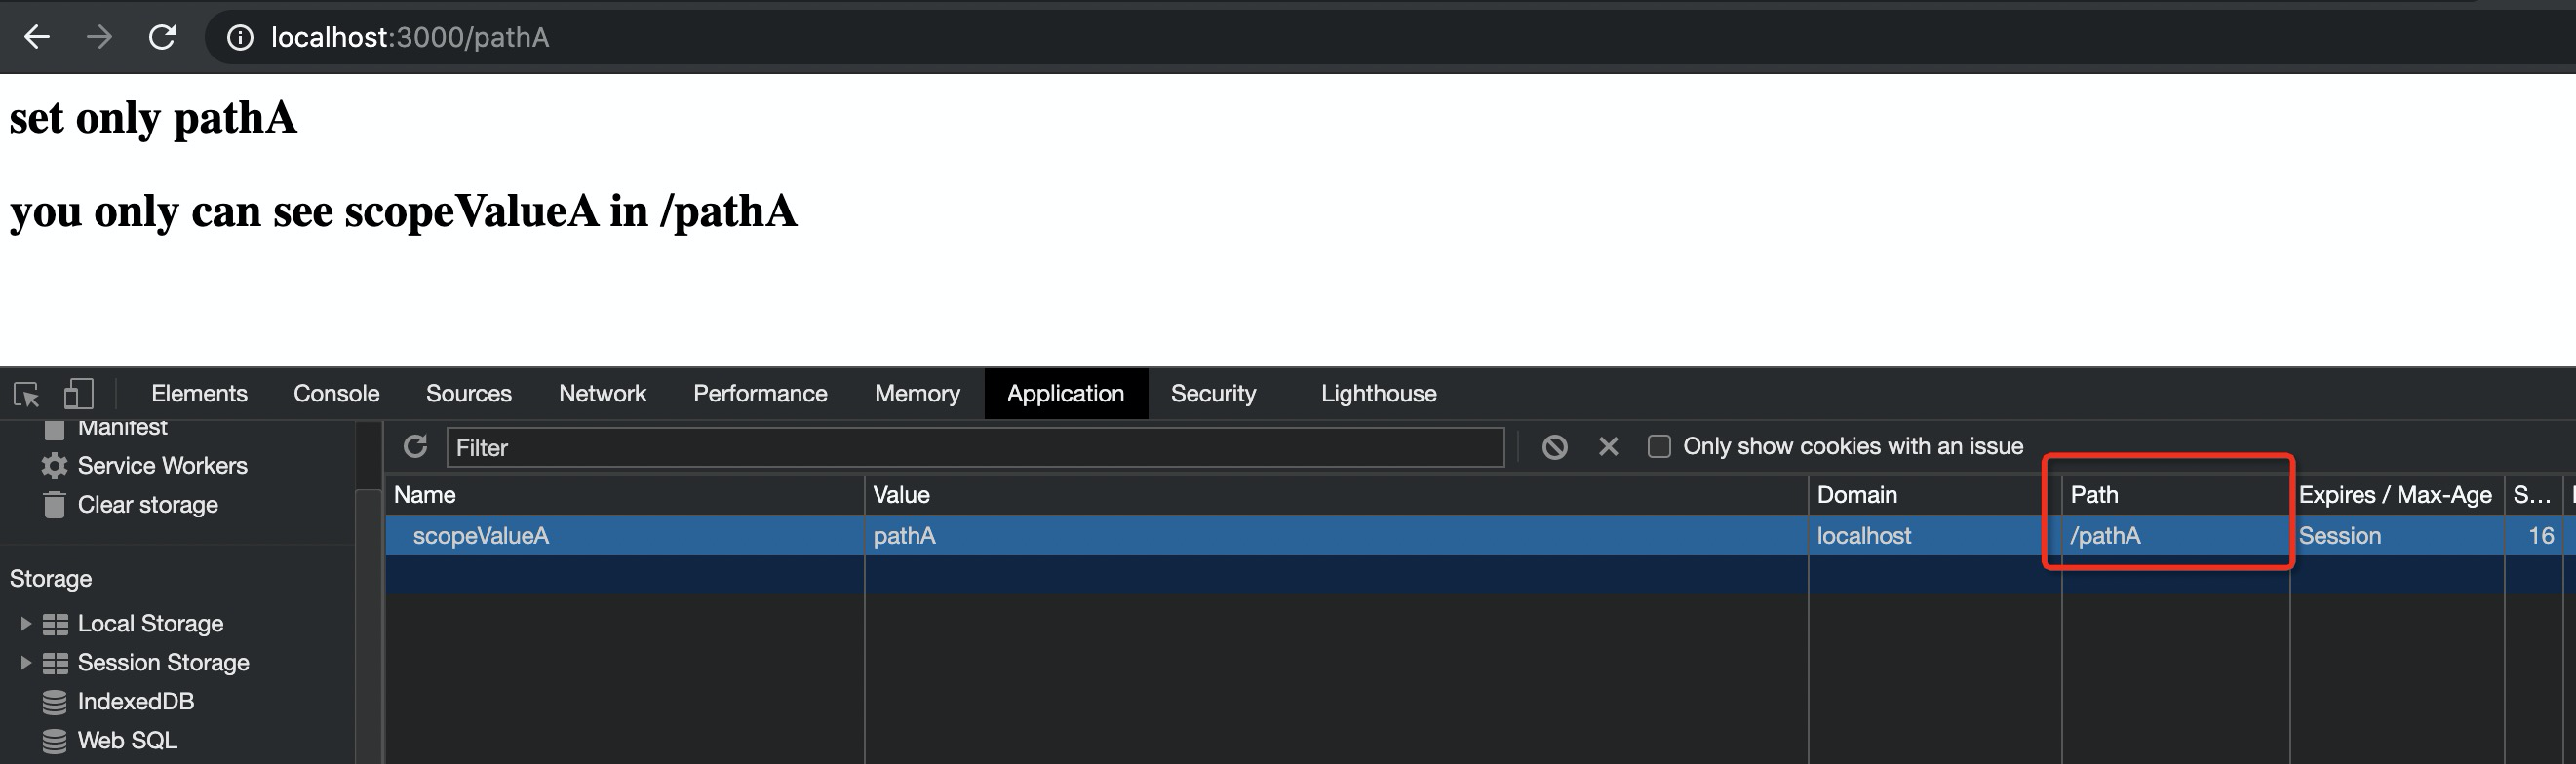 localhost:3000/pathA
set only pathA
you only can see scopeValueA in /pathA
Elements Console Sources Network Performance Memory Application Security Lighthouse
Manifest
Service Workers
Clear storage
Storage
Local Storage
Session Storage
IndexedDB
Web SQL
Filter
Only show cookies with an issue
Name Value Domain Path Expires / Max-Age S...
scopeValueA pathA localhost /pathA Session 16